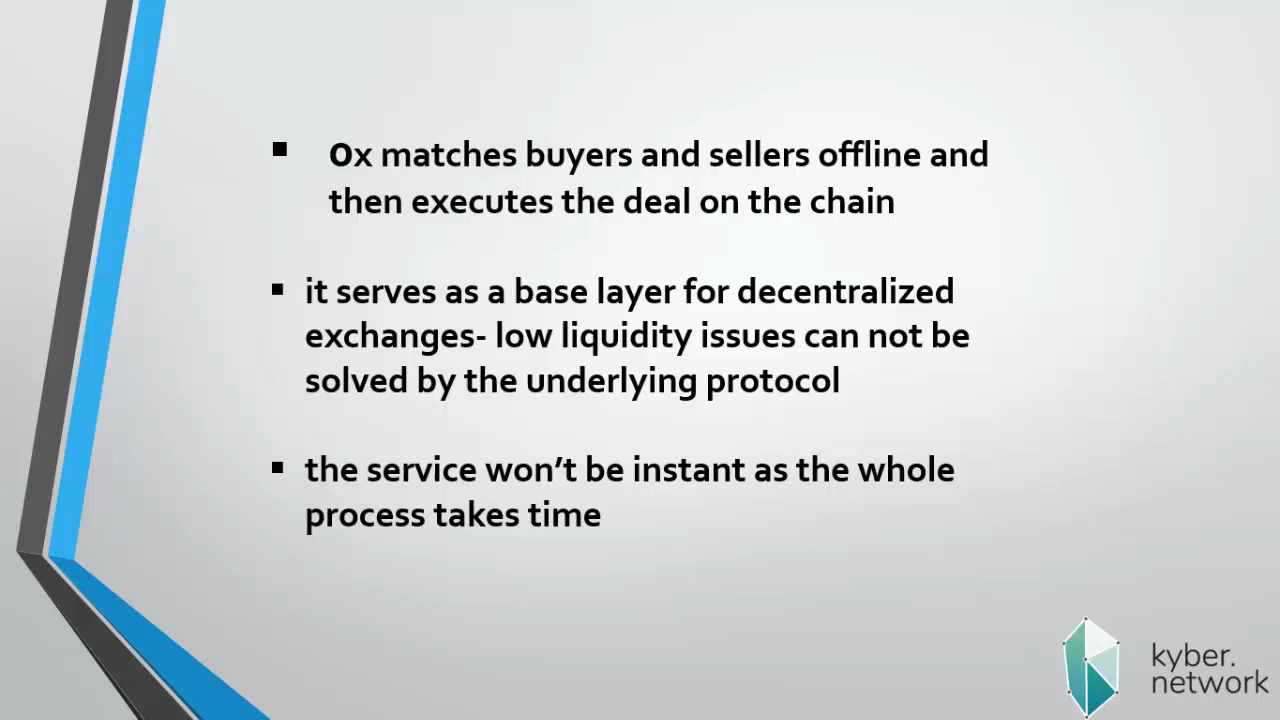 0x matches buyers and sellers offline and
then executes the deal on the chain
it serves as a base layer for decentralized
exchanges- low liquidity issues can not be
solved by the underlying protocol
the service won’t be instant as the whole
process takes time
kyber.
network